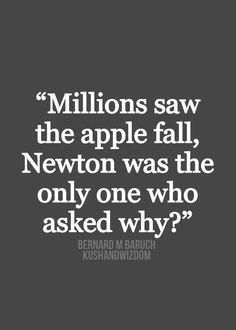 “Millions saw
the apple fall,
Newton was the
only one who
asked why?”
BERNARD M BARUCH
KUSHANDWIZDOM